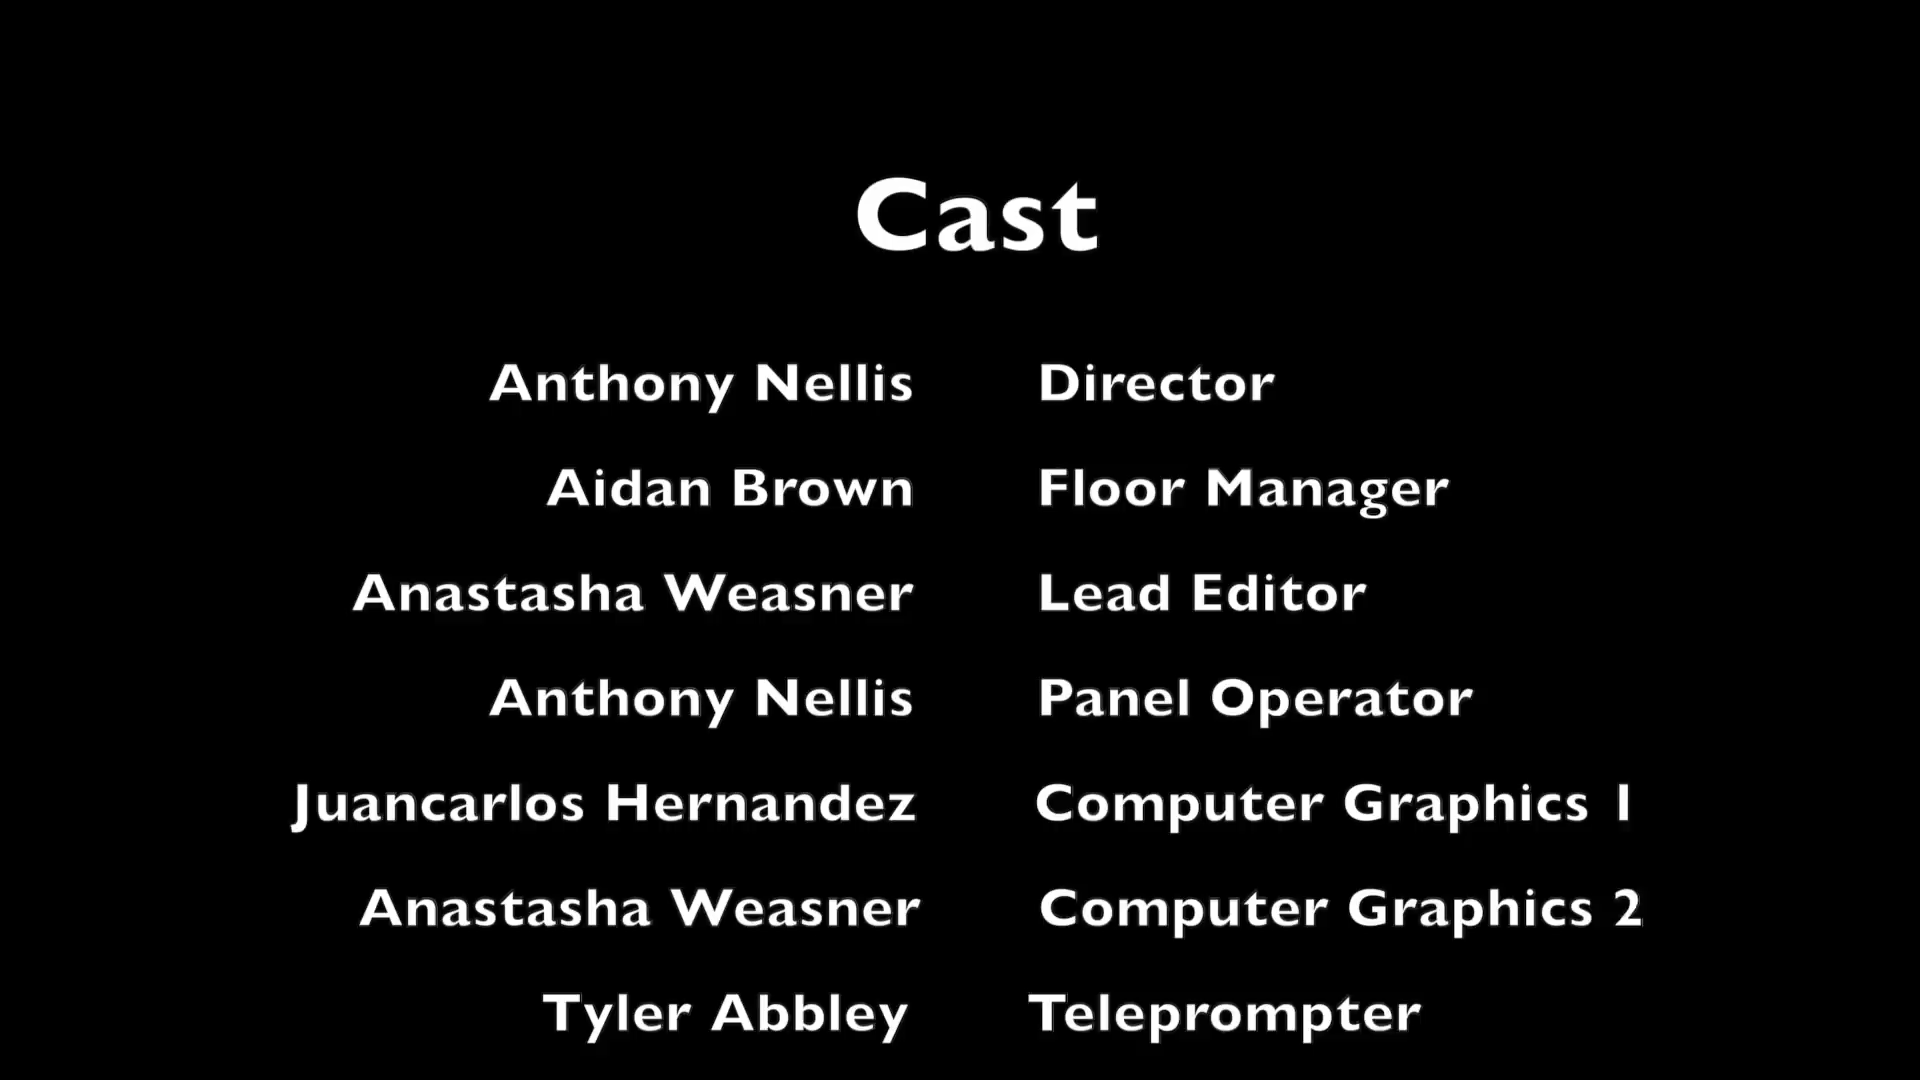 Cast
Anthony Nellis Director
Aidan Brown Floor Manager
Anastasha Weasner Lead Editor
Anthony Nellis Panel Operator
Juancarlos Hernandez Computer Graphics 1
Anastasha Weasner Computer Graphics 2
Tyler Abbley Teleprompter